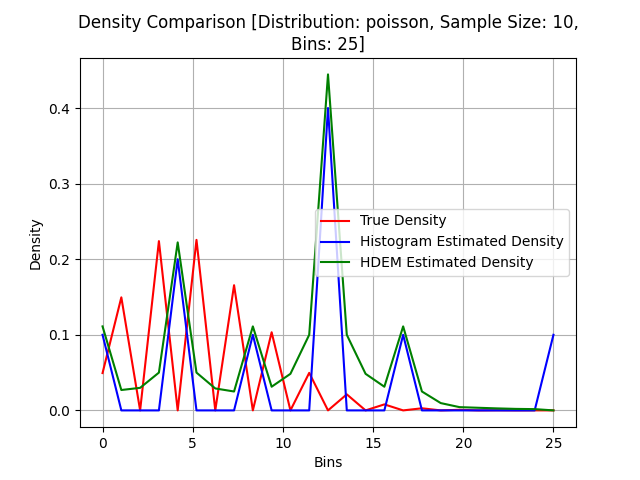 Density Comparison [Distribution: poisson, Sample Size: 10,
Bins: 25]
Density
0.4
0.3
0.2
0.1
0.0
True Density
Histogram Estimated Density
HDEM Estimated Density
0 5 10 15 20 25
Bins